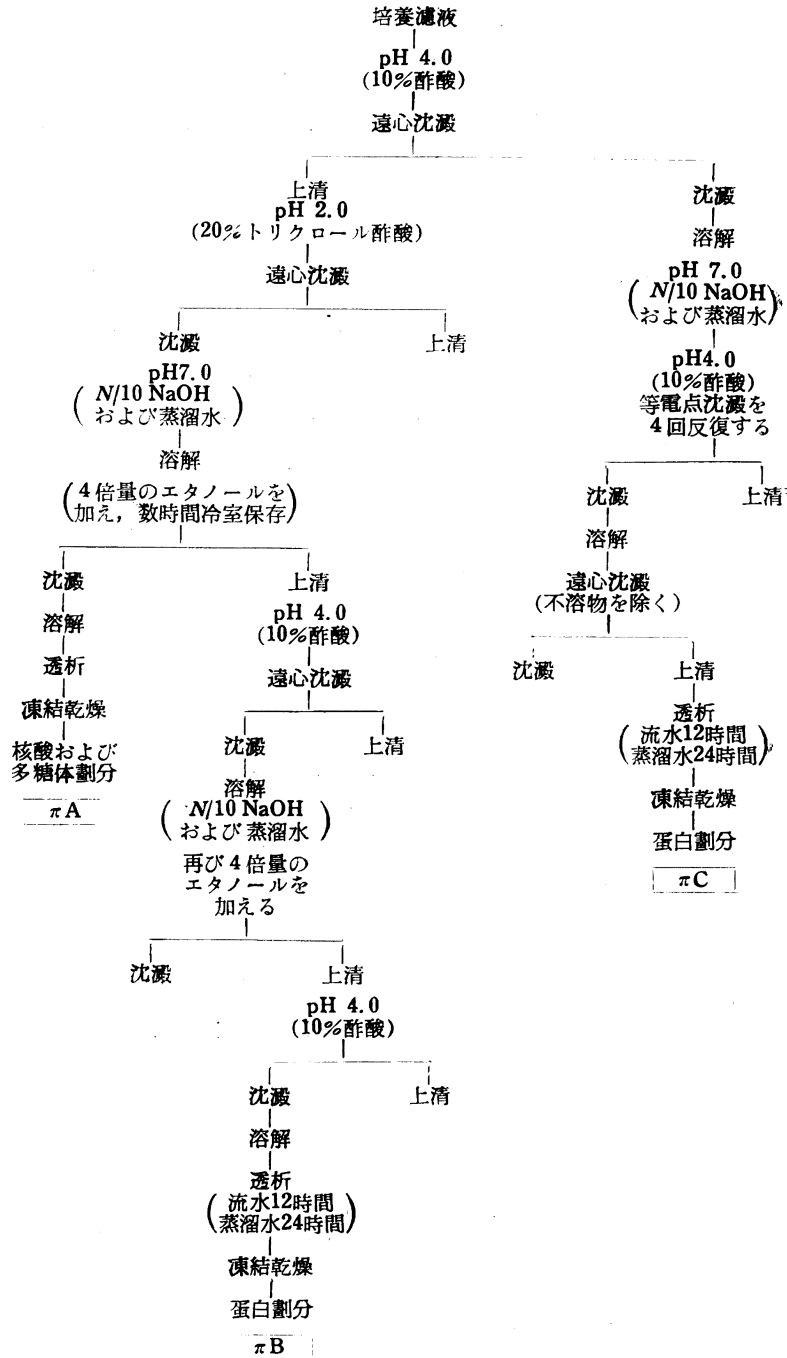 培養濾液
pH 4.0
(10%酢酸)
遠心沈澱
上清
pH 2.0
(20%トリクロール酢酸)
遠心沈澱
沈澱
上清
pH7.0
(N/10 NaOH
および蒸溜水)
溶解
(4倍量のエタノールを
加え,数時間冷室保存)
沈澱
溶解
透析
凍結乾燥
核酸および
多糖体劃分
πA
上清
pH 4.0
(10%酢酸)
遠心沈澱
沈澱
上清
溶解
(N/10 NaOH
および蒸溜水)
再び4倍量の
エタノールを
加える
沈澱
上清
pH 4.0
(10%酢酸)
沈澱
上清
溶解
透析
(流水12時間
蒸溜水24時間)
凍結乾燥
蛋白劃分
πB
沈澱
溶解
pH 7.0
(N/10 NaOH
および蒸溜水)
pH4.0
(10%酢酸)
等電点沈澱を
4回反復する
沈澱
上清
溶解
遠心沈澱
(不溶物を除く)
沈澱
上清
透析
(流水12時間
蒸溜水24時間)
凍結乾燥
蛋白劃分
πC